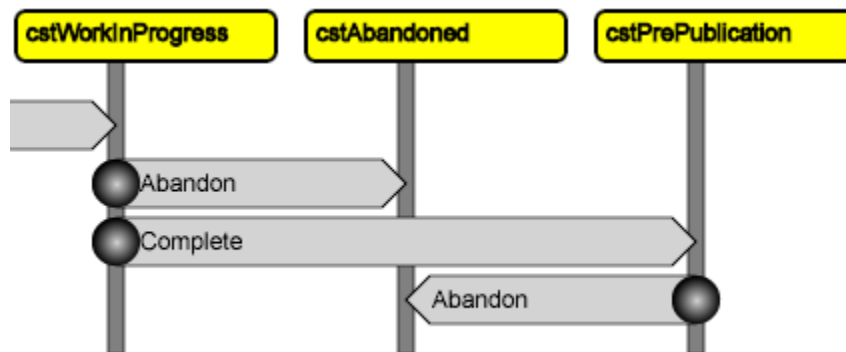 cstWorkInProgress
cstAbandoned
cstPrePublication
Abandon
Complete
Abandon